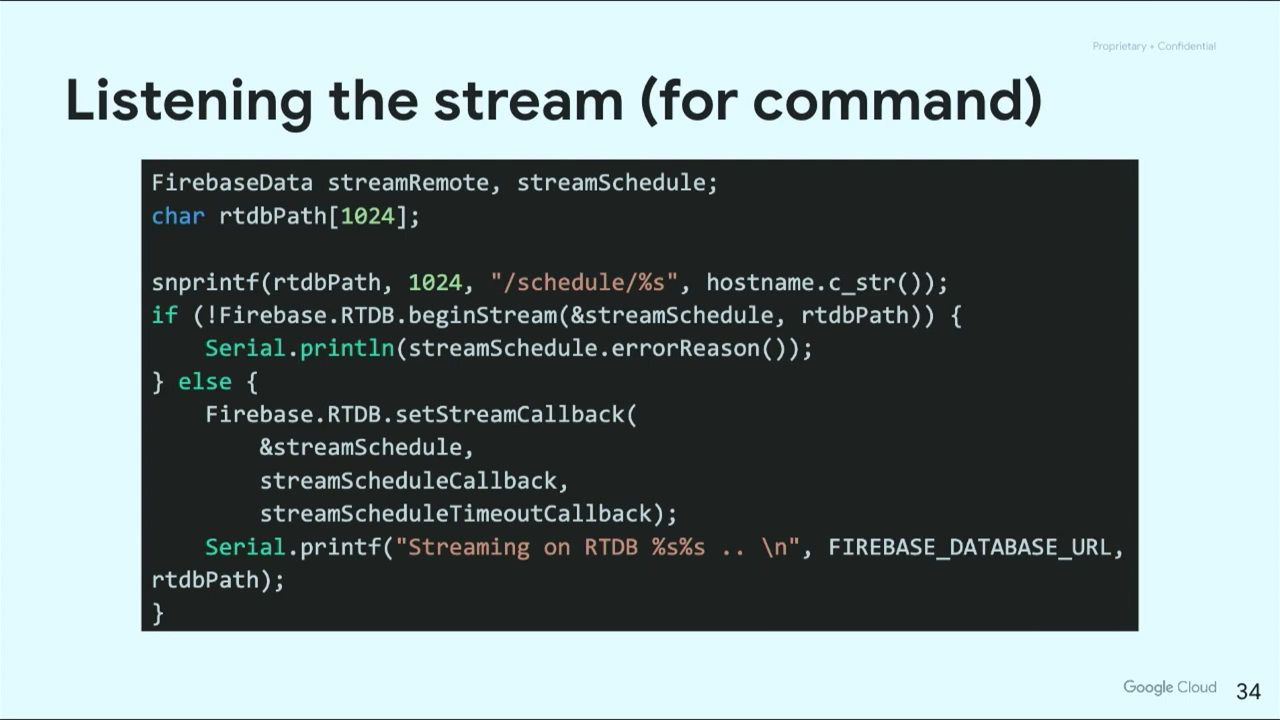 Proprietary + Confidential
Listening the stream (for command)
FirebaseData streamRemote, streamSchedule;
char rtdbPath[1024];
snprintf(rtdbPath, 1024, "/schedule/%s", hostname.c_str());
if (!Firebase.RTDB.beginStream(&streamSchedule, rtdbPath)) {
    Serial.println(streamSchedule.errorReason());
} else {
    Firebase.RTDB.setStreamCallback(
        &streamSchedule,
        streamScheduleCallback,
        streamScheduleTimeoutCallback);
    Serial.printf("Streaming on RTDB %s%s .. \n", FIREBASE_DATABASE_URL,
rtdbPath);
}
Google Cloud 34